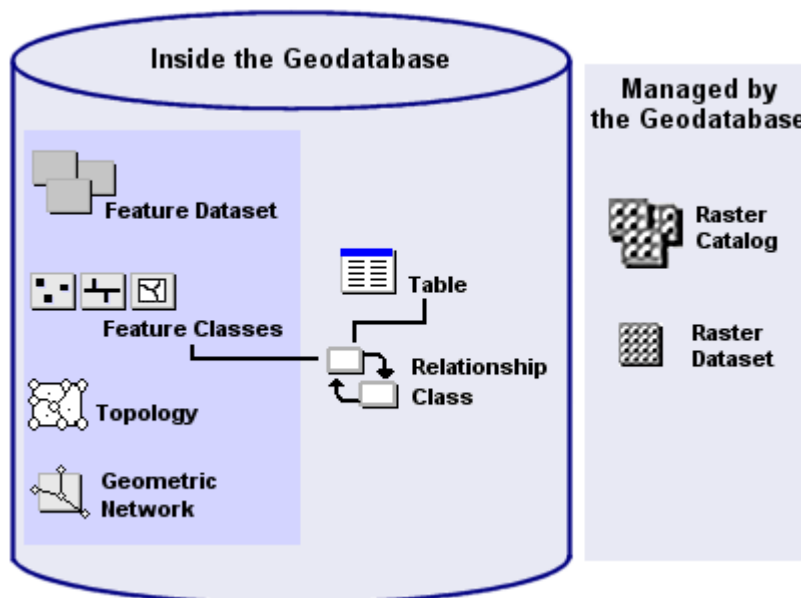 Inside the Geodatabase
Feature Dataset
Feature Classes
Topology
Geometric
Network
Table
Relationship
Class
Managed by
the Geodatabase
Raster
Catalog
Raster
Dataset